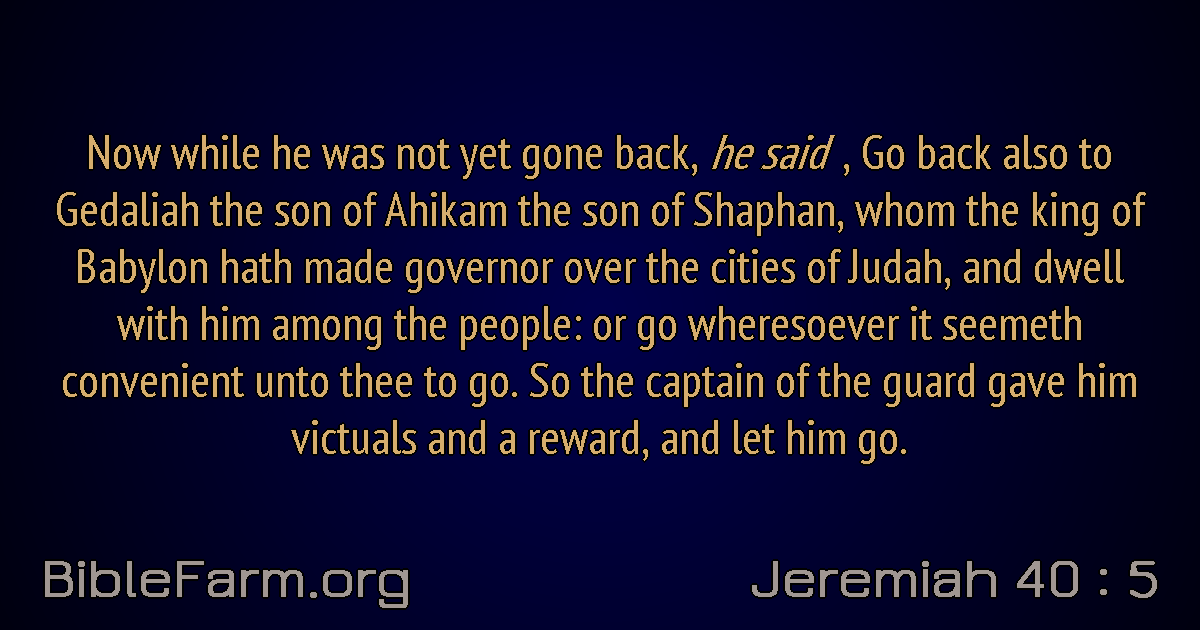 Now while he was not yet gone back, he said , Go back also to
Gedaliah the son of Ahikam the son of Shaphan, whom the king of
Babylon hath made governor over the cities of Judah, and dwell
with him among the people: or go wheresoever it seemeth
convenient unto thee to go. So the captain of the guard gave him
victuals and a reward, and let him go.
BibleFarm.org
Jeremiah 40 : 5